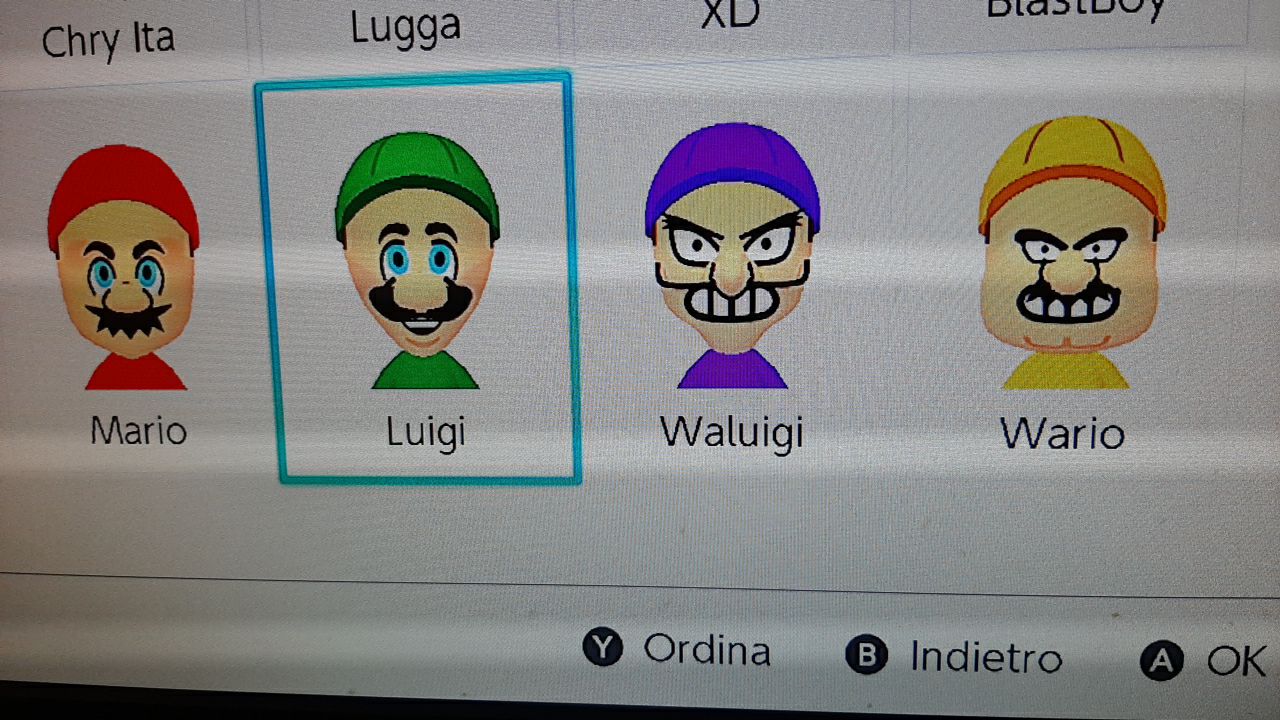 Chry Ita
Lugga
XD
BlastBoy
Mario
Luigi
Waluigi
Wario
Y Ordina
B Indietro
A OK